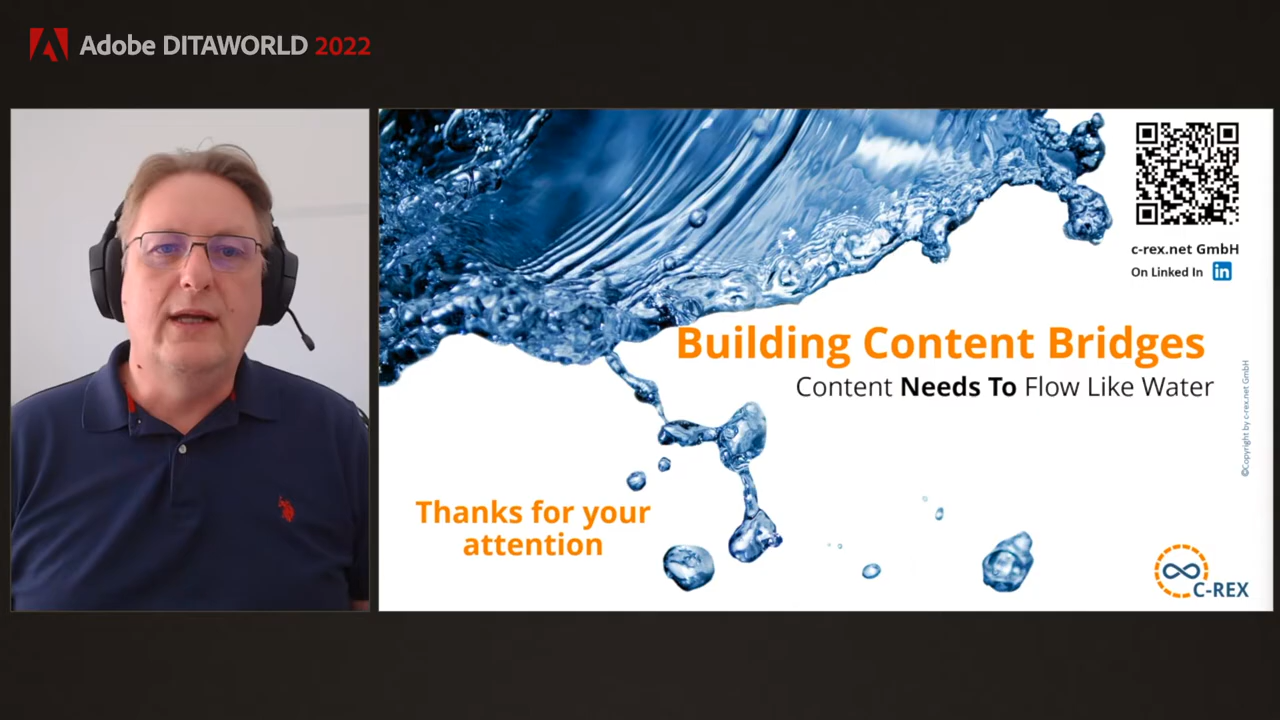 Adobe DITAWORLD 2022
c-rex.net GmbH
On Linked In in
Building Content Bridges
Content Needs To Flow Like Water
©Copyright by c-rex.net GmbH
Thanks for your
attention
C-REX